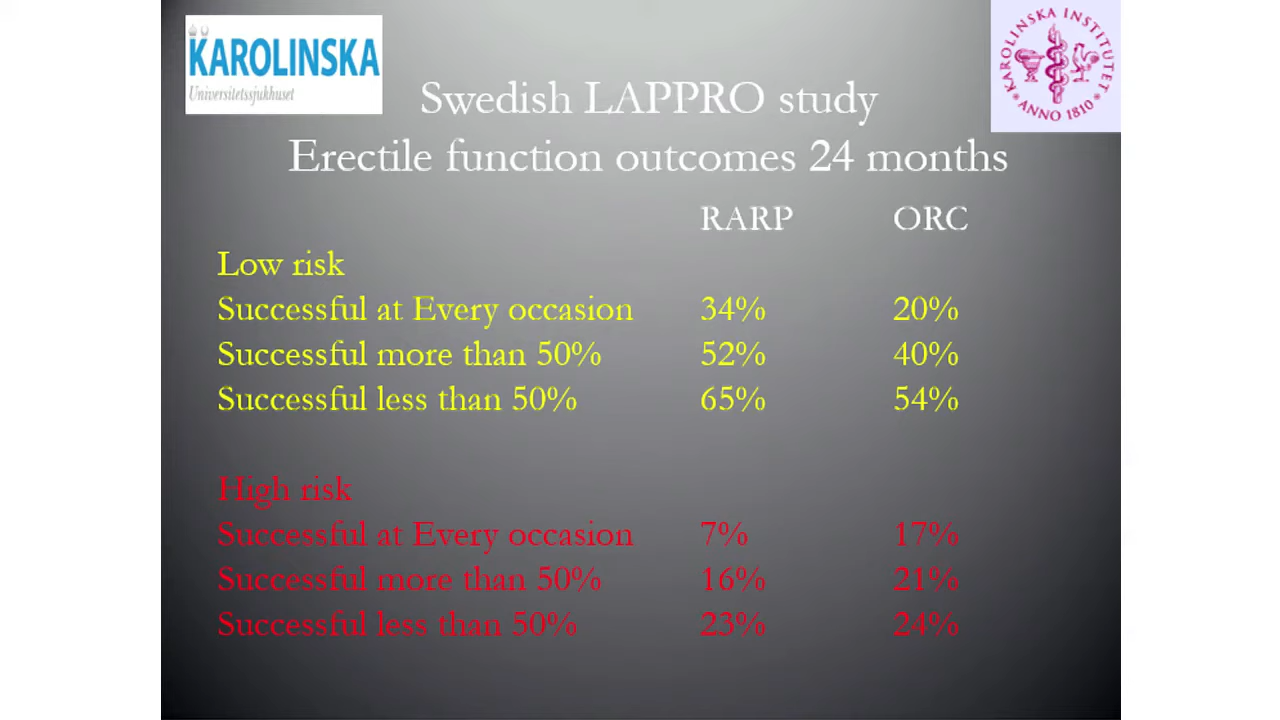 KAROLINSKA
Universitetssjukhuset
KAROLINSKA INSTITUTET
ANNO 1810
Swedish LAPPRO study
Erectile function outcomes 24 months
RARP ORC
Low risk
Successful at Every occasion 34% 20%
Successful more than 50% 52% 40%
Successful less than 50% 65% 54%
High risk
Successful at Every occasion 7% 17%
Successful more than 50% 16% 21%
Successful less than 50% 23% 24%